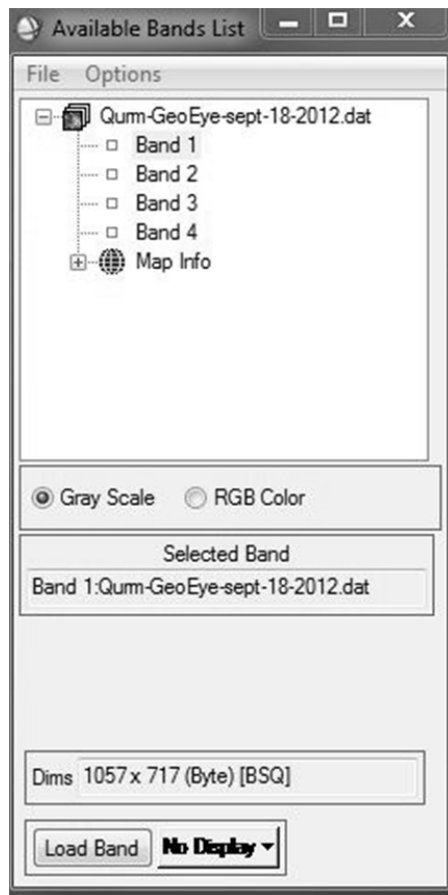 Available Bands List
File Options
Qurm-GeoEye-sept-18-2012.dat
Band 1
Band 2
Band 3
Band 4
Map Info
Gray Scale RGB Color
Selected Band
Band 1:Qurm-GeoEye-sept-18-2012.dat
Dims 1057 x 717 (Byte) [BSQ]
Load Band No Display